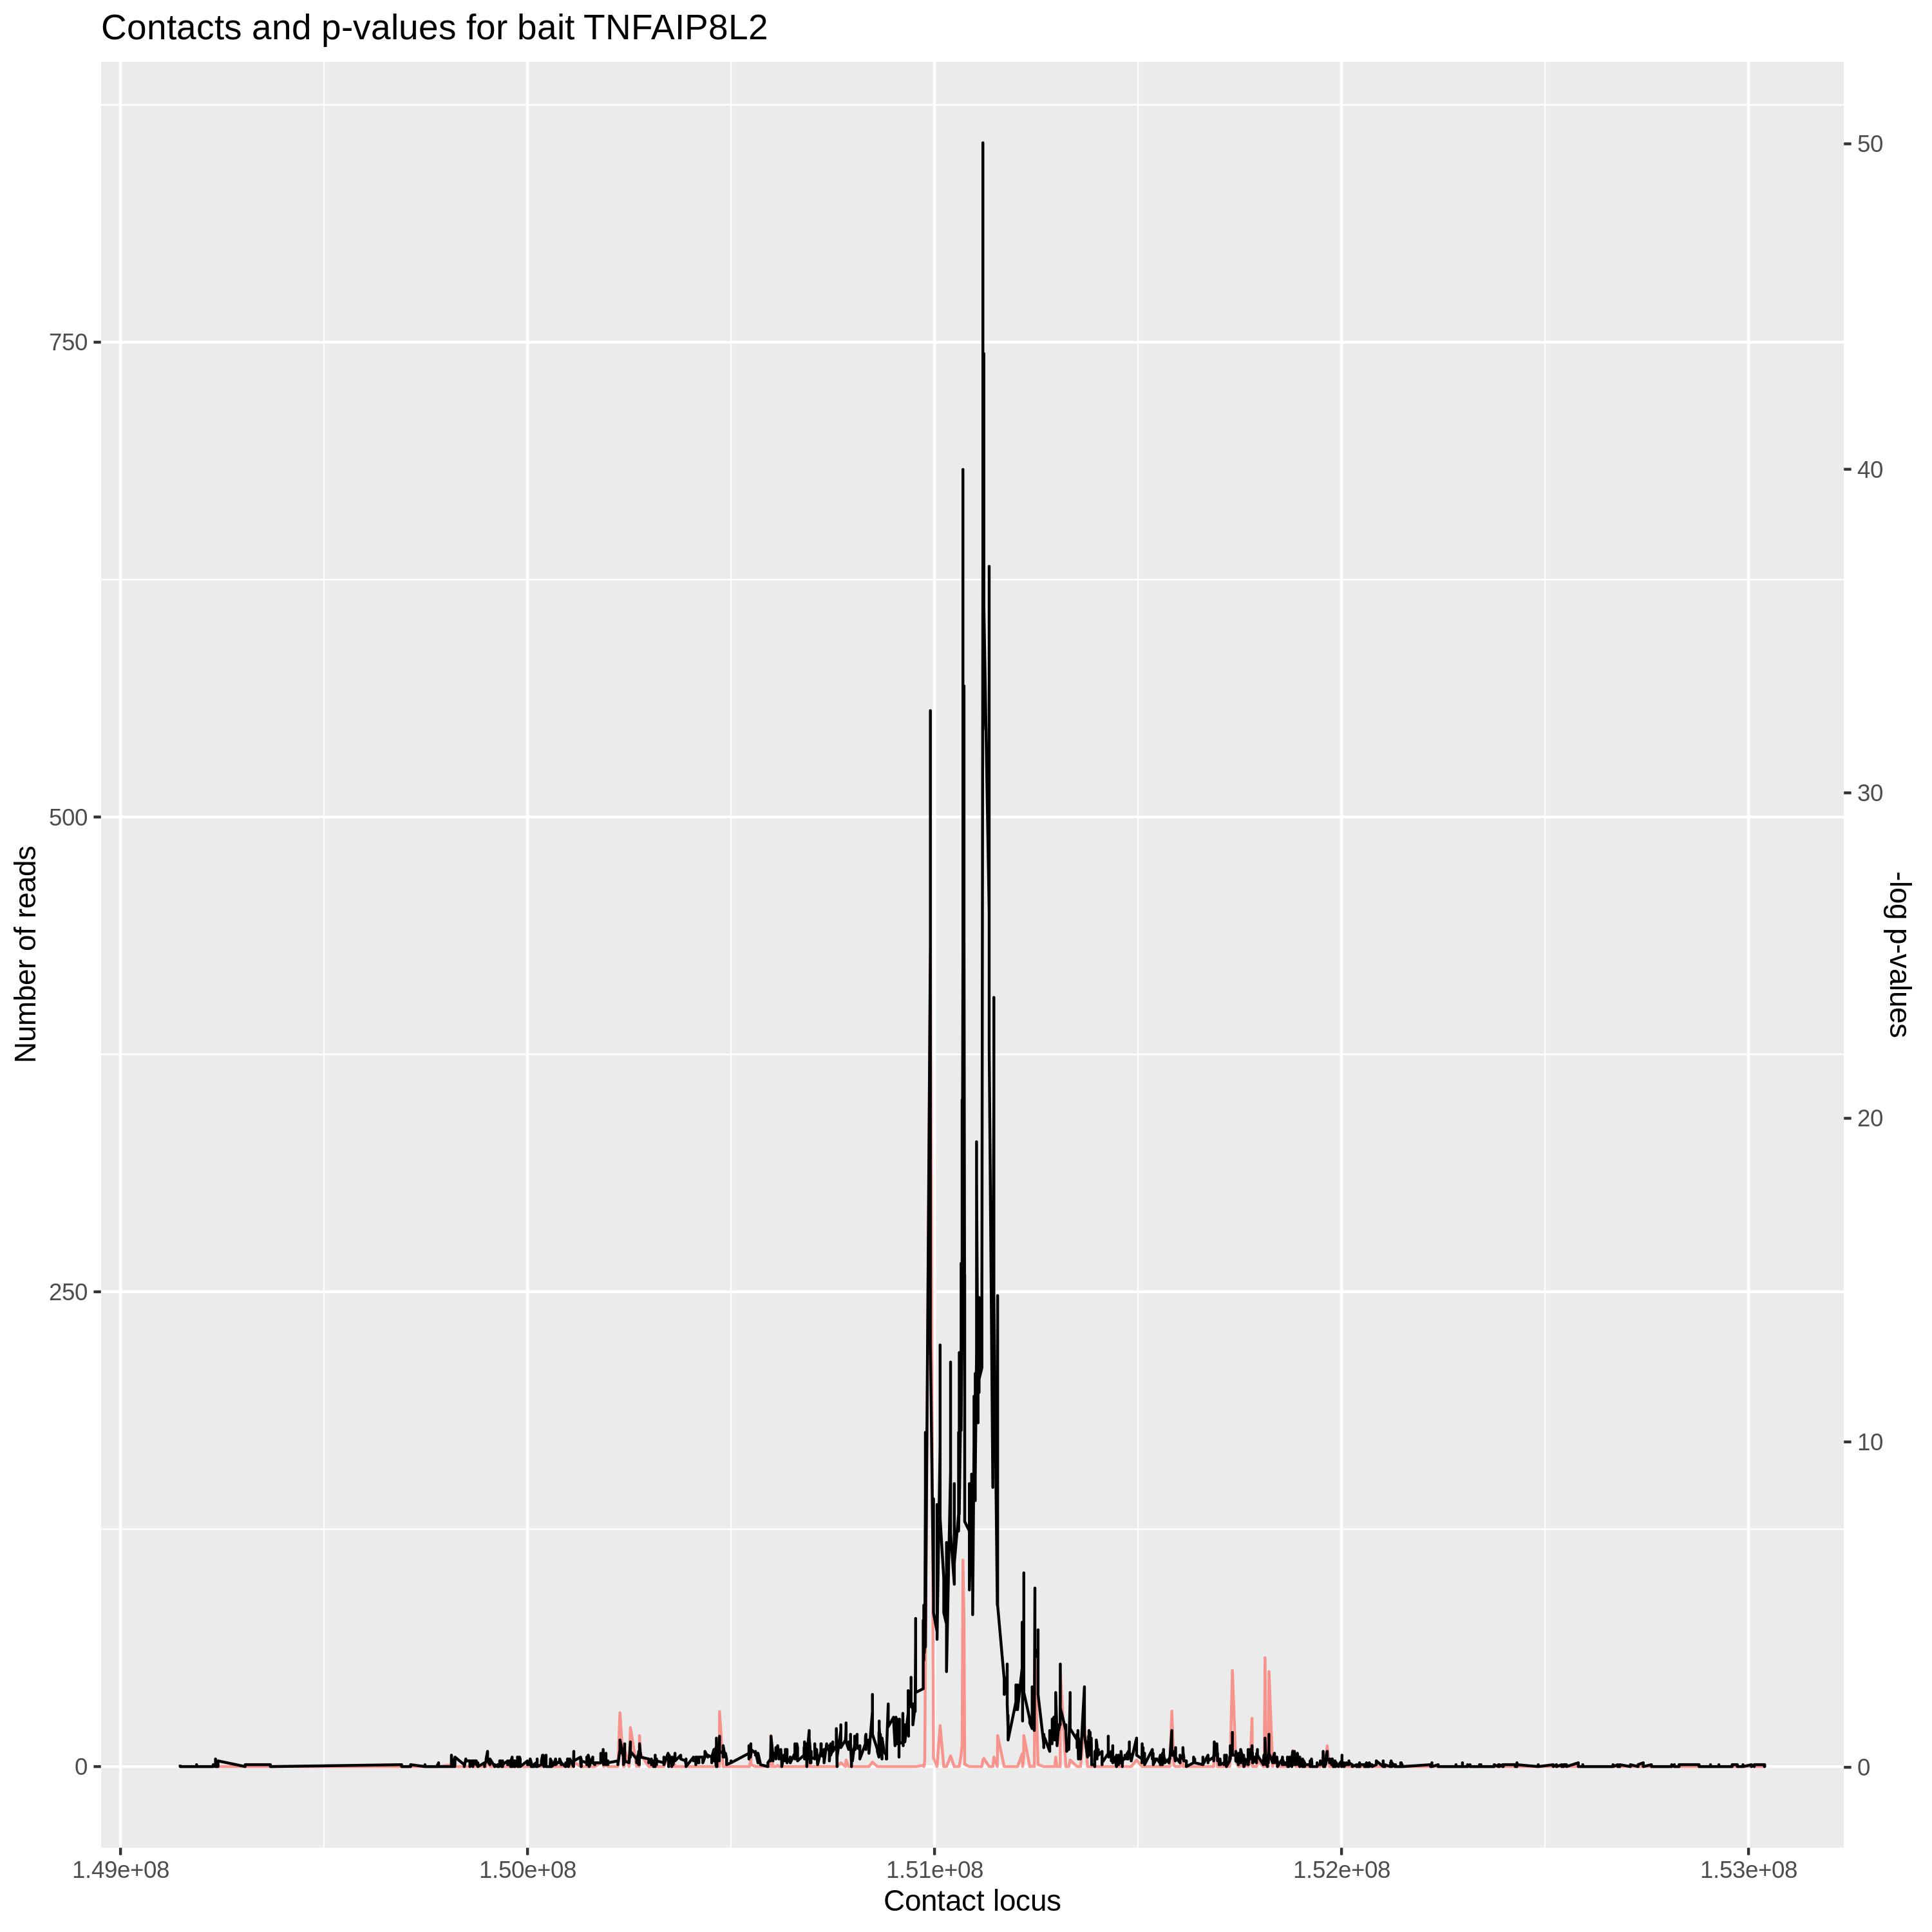 Contacts and p-values for bait TNFAIP8L2
Number of reads
750
500
250
0
-log p-values
50
40
30
20
10
0
1.49e+08 1.50e+08 1.51e+08 1.52e+08 1.53e+08
Contact locus